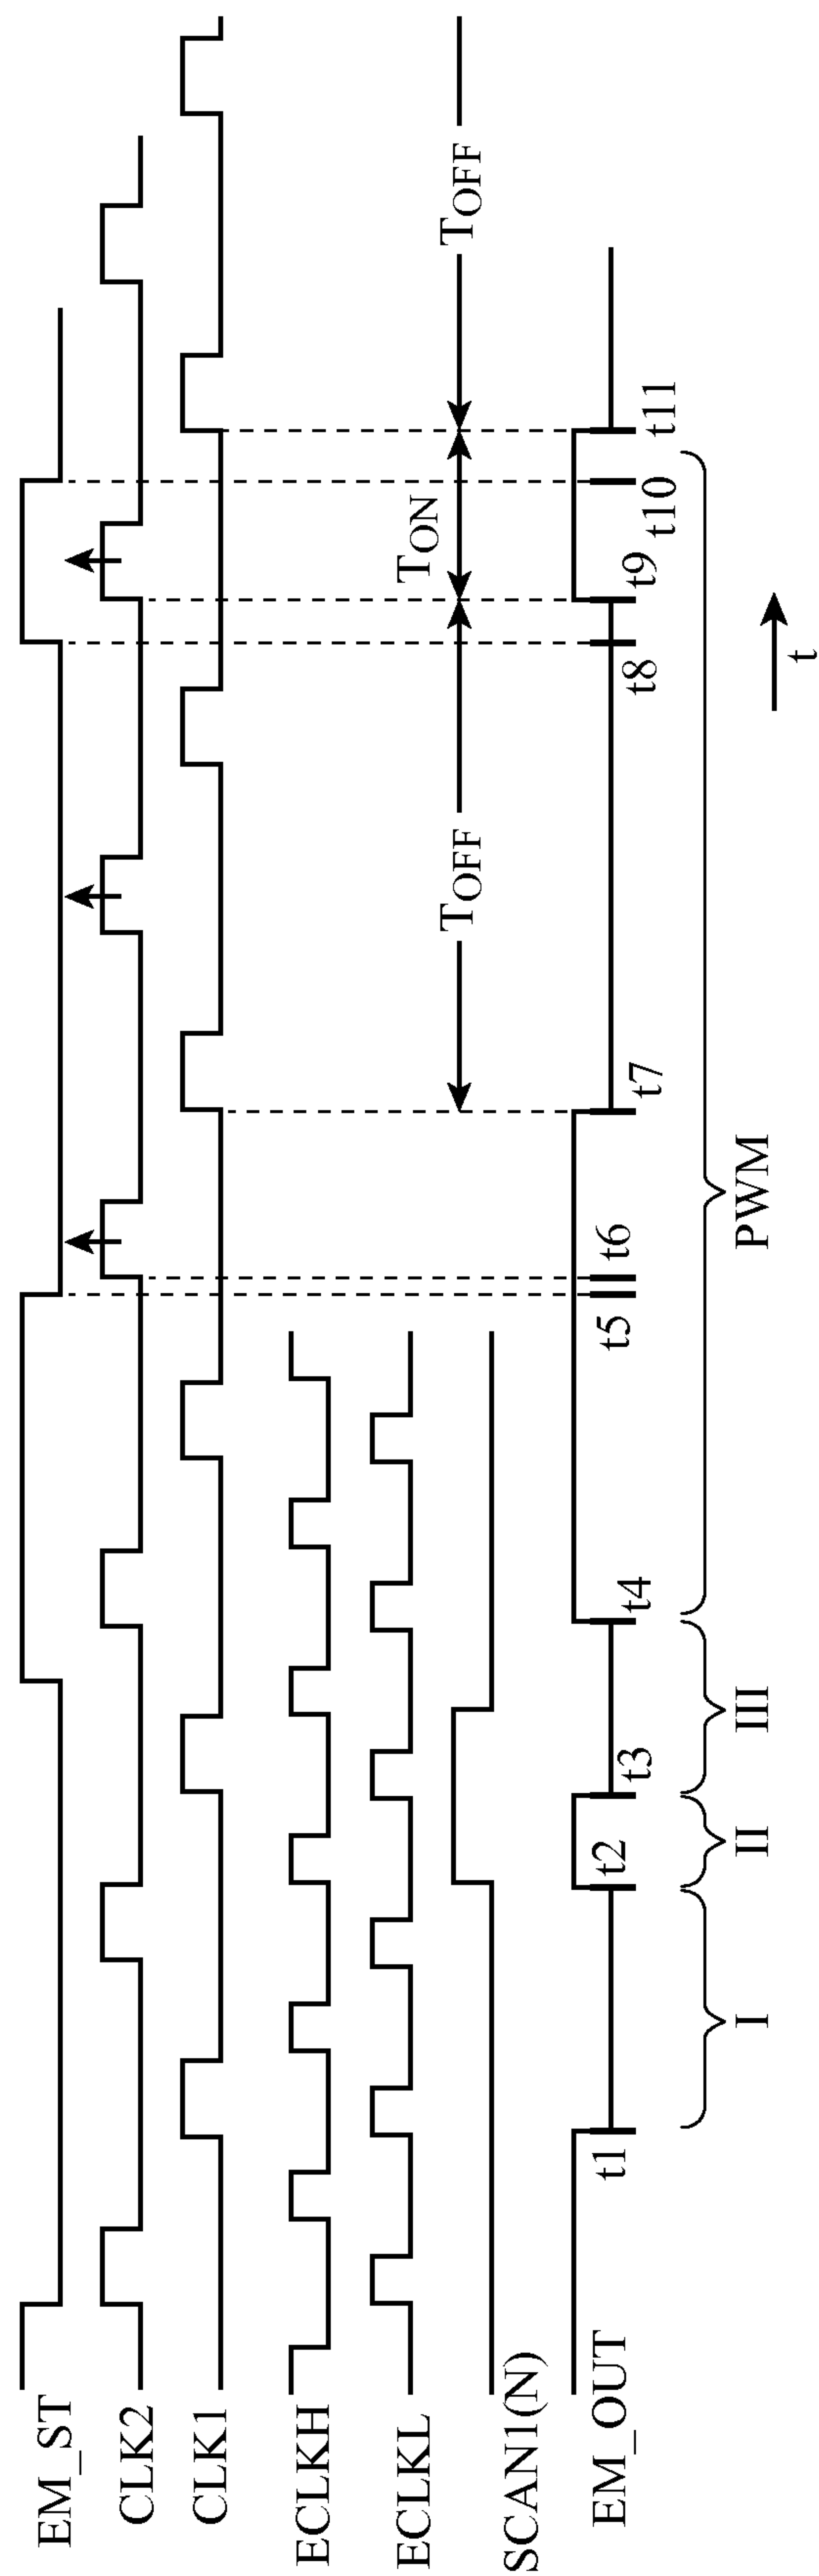 EM_ST
CLK2
CLK1
ECLKH
ECLKL
SCAN1(N)
EM_OUT
TOFF
TON
TOFF
t1
t2
t3
t4
t5
t6
t7
t8
t9
t10
t11
I
II
III
PWM
t